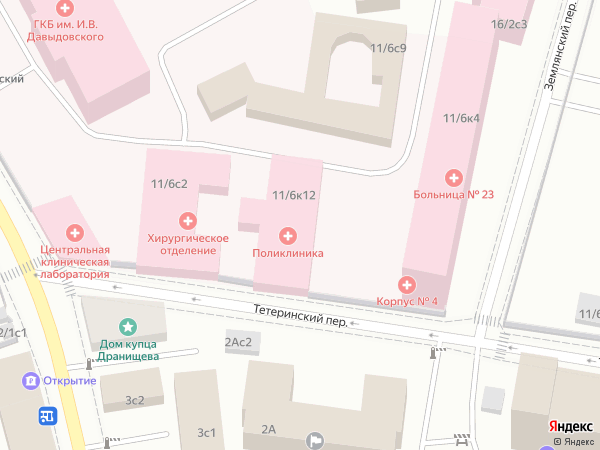 16/2с3
ГКБ им. И.В.
Давыдовского
11/6с9
Землянский пер.
ский
11/6к4
11/6с2
11/6к12
Больница № 23
Хирургическое
отделение
Поликлиника
Центральная
клиническая
лаборатория
Корпус № 4
Тетеринский пер.
11/6
2/1с1
Дом купца
Дранищева
2Ас2
Открытие
3с2
3с1
2А
Яндекс
© Яндекс